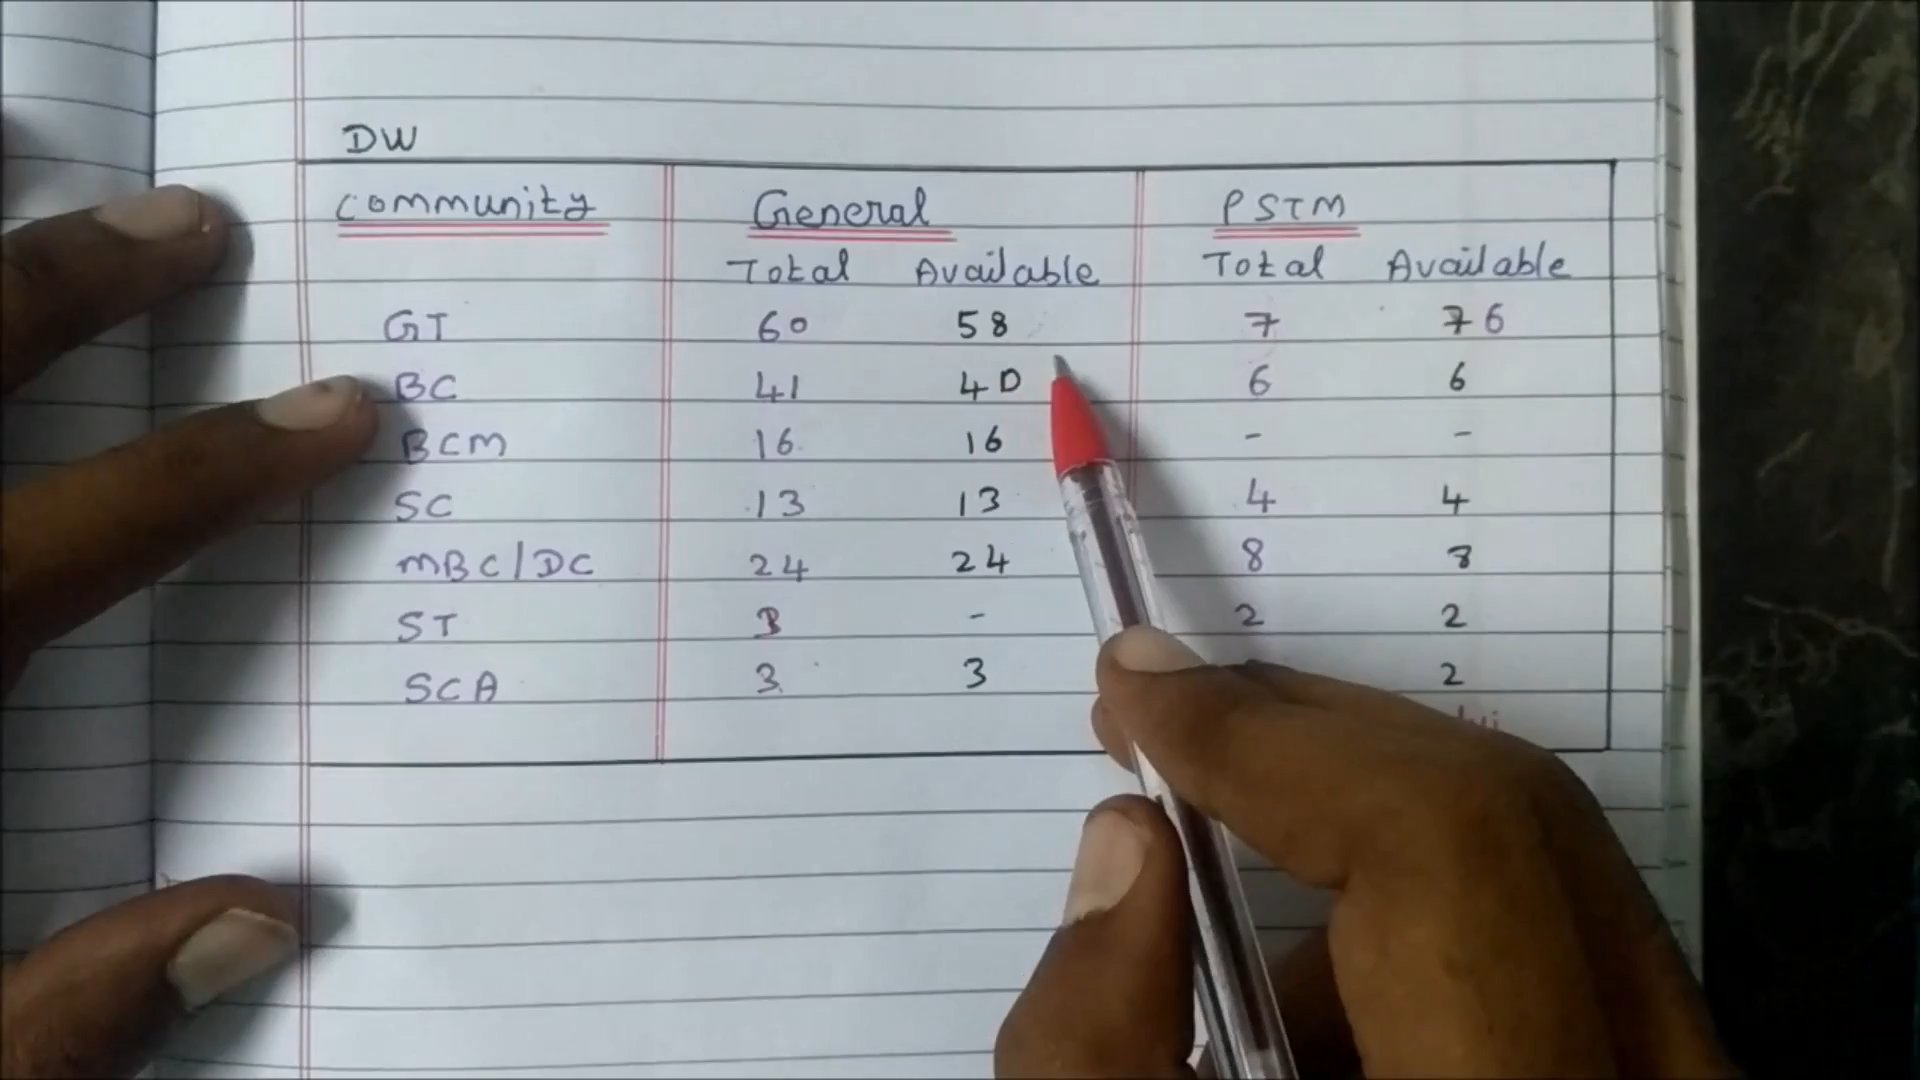 DW
Community General PSTM
Total Available Total Available
GT 60 58 7 76
BC 41 40 6 6
BCM 16 16 - -
SC 13 13 4 4
MBC/DC 24 24 8 8
ST 3 - 2 2
SCA 3 3 2